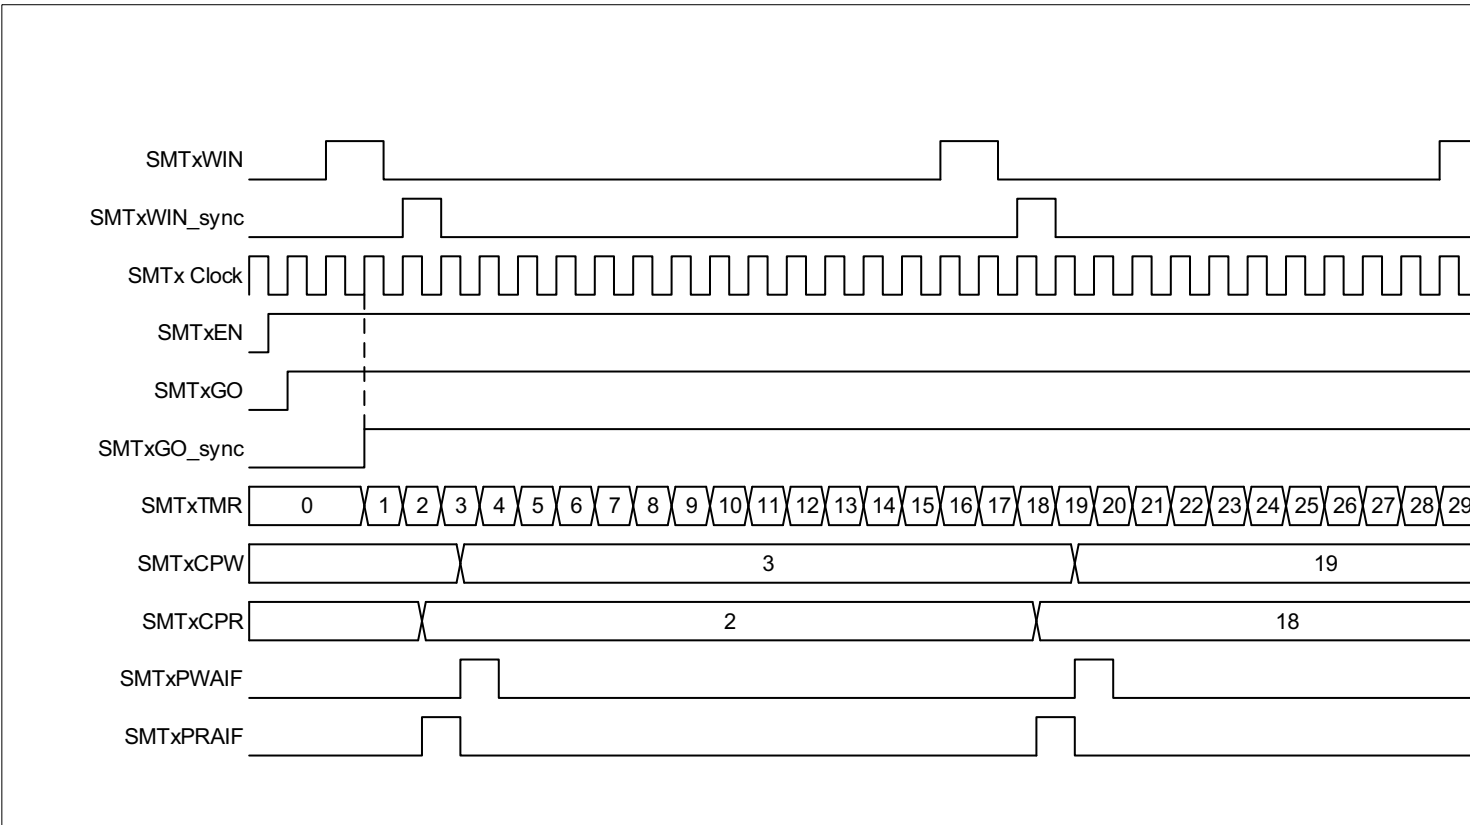 SMTxWIN
SMTxWIN_sync
SMTx Clock
SMTxEN
SMTxGO
SMTxGO_sync
SMTxTMR 0 1 2 3 4 5 6 7 8 9 10 11 12 13 14 15 16 17 18 19 20 21 22 23 24 25 26 27 28 29
SMTxCPW 3 19
SMTxCPR 2 18
SMTxPWAIF
SMTxPRAIF